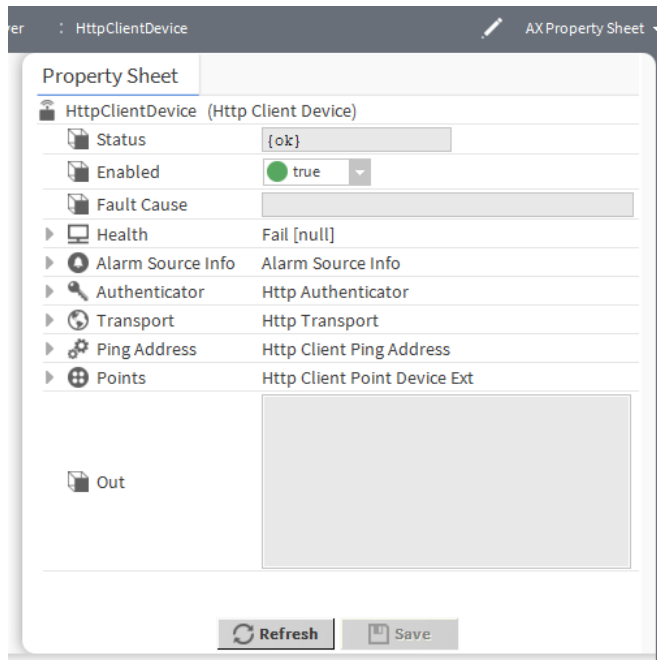 ver : HttpClientDevice AX Property Sheet
Property Sheet
HttpClientDevice (Http Client Device)
Status {ok}
Enabled true
Fault Cause
Health Fail [null]
Alarm Source Info Alarm Source Info
Authenticator Http Authenticator
Transport Http Transport
Ping Address Http Client Ping Address
Points Http Client Point Device Ext
Out
Refresh Save